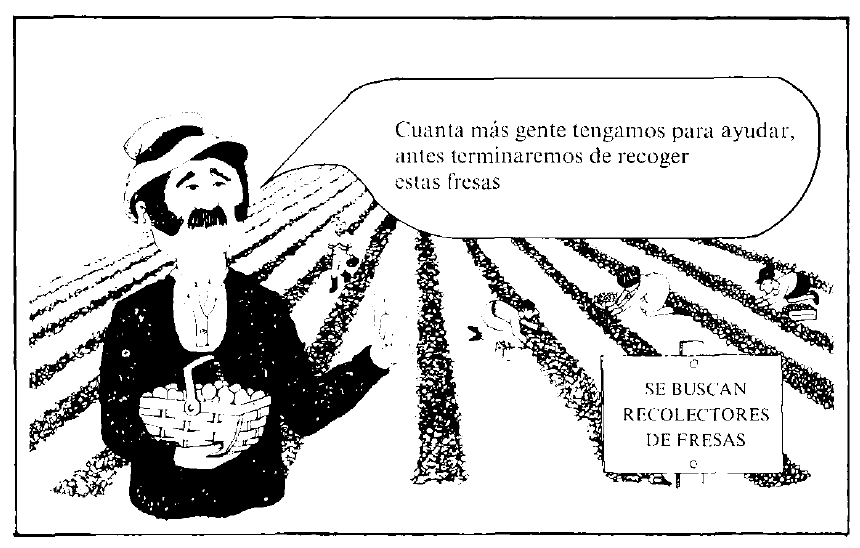 Cuanta más gente tengamos para ayudar,
antes terminaremos de recoger
estas fresas
SE BUSCAN
RECOLECTORES
DE FRESAS